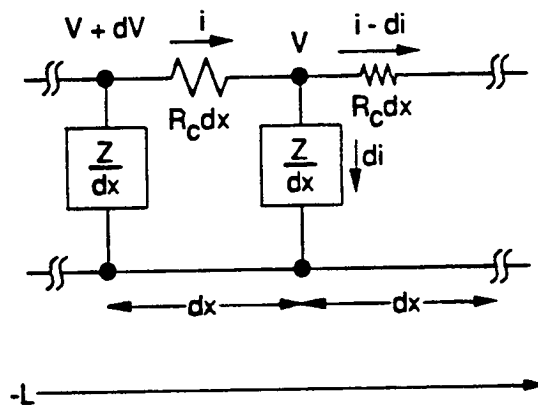 V + dV i V i - di
R_c dx R_c dx
Z/dx Z/dx di
dx dx
-L